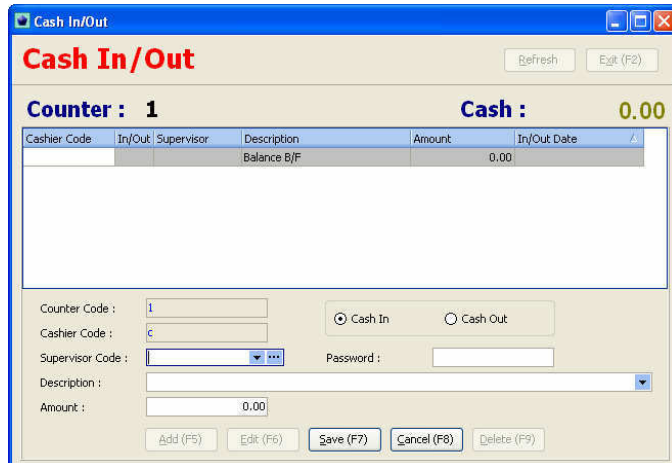 Cash In/Out
Cash In/Out
Refresh
Exit (F2)
Counter : 1
Cash : 0.00
Cashier Code In/Out Supervisor Description Amount In/Out Date
Balance B/F 0.00
Counter Code : 1
Cash In Cash Out
Cashier Code : c
Supervisor Code : Password :
Description :
Amount : 0.00
Add (F5) Edit (F6) Save (F7) Cancel (F8) Delete (F9)